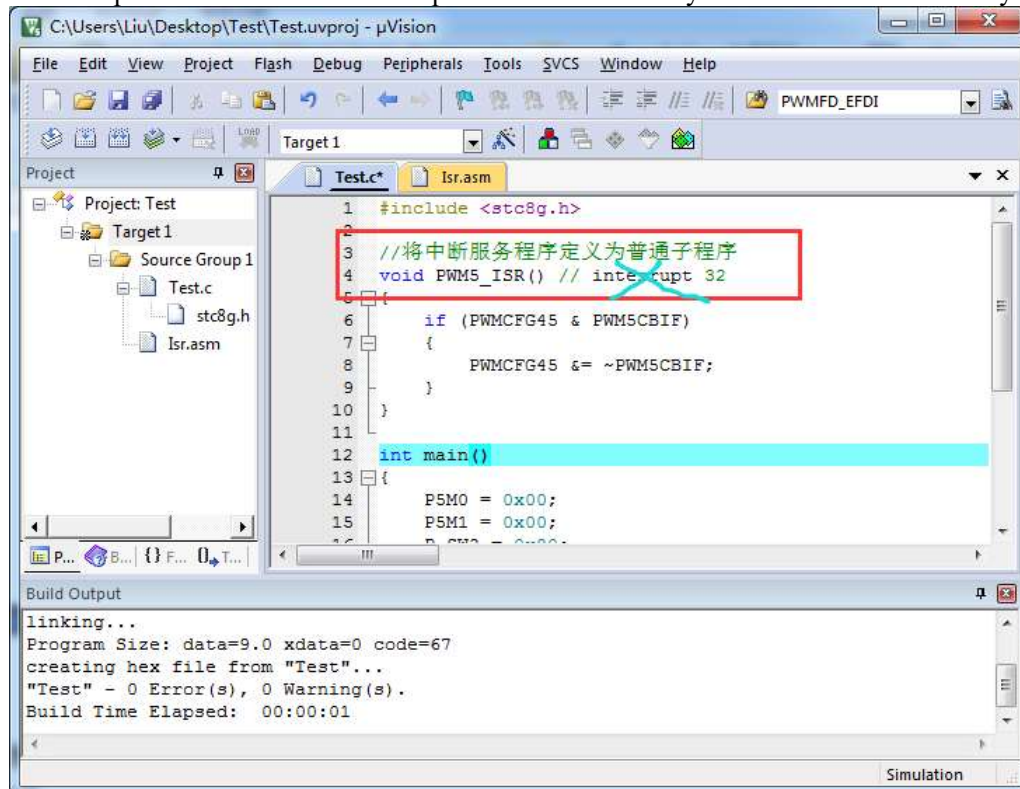 C:\Users\Liu\Desktop\Test\Test.uvproj - µVision
File Edit View Project Flash Debug Peripherals Tools SVCS Window Help
PWMFD_EFDI
LOAD Target 1
Project
Test.c* Isr.asm
Project: Test
Target 1
Source Group 1
Test.c
stc8g.h
Isr.asm
1 #include <stc8g.h>
2
3 //将中断服务程序定义为普通子程序
4 void PWM5_ISR() // interrupt 32
5 {
6 if (PWMCFG45 & PWM5CBIF)
7 {
8 PWMCFG45 &= ~PWM5CBIF;
9 }
10 }
11
12 int main()
13 {
14 P5M0 = 0x00;
15 P5M1 = 0x00;
P... B... {} F... 0 T...
Build Output
linking...
Program Size: data=9.0 xdata=0 code=67
creating hex file from "Test"...
"Test" - 0 Error(s), 0 Warning(s).
Build Time Elapsed: 00:00:01
Simulation